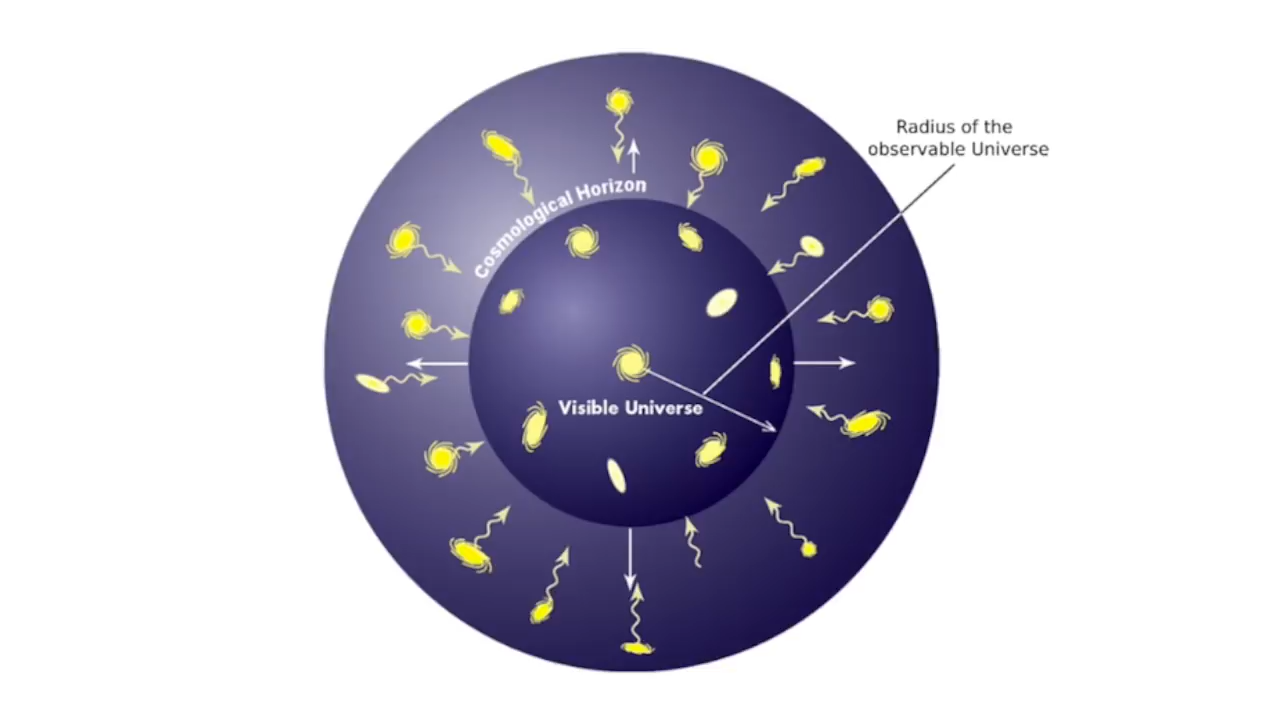 Radius of the
observable Universe
Cosmological Horizon
Visible Universe